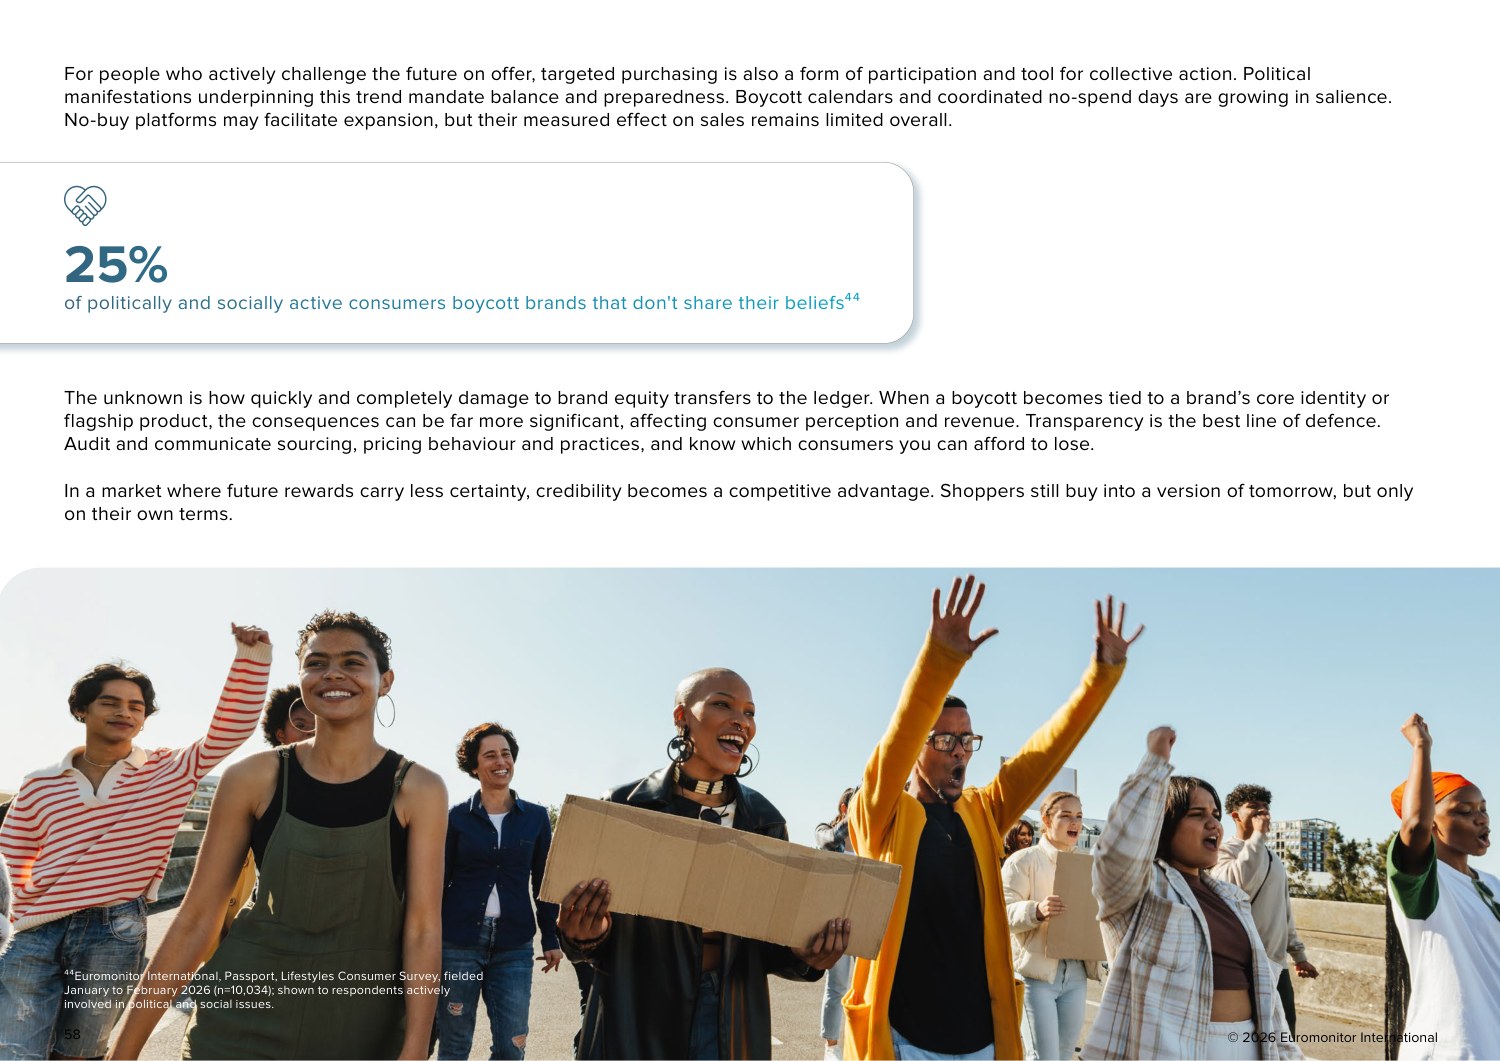 For people who actively challenge the future on offer, targeted purchasing is also a form of participation and tool for collective action. Political
manifestations underpinning this trend mandate balance and preparedness. Boycott calendars and coordinated no-spend days are growing in salience.
No-buy platforms may facilitate expansion, but their measured effect on sales remains limited overall.
25%
of politically and socially active consumers boycott brands that don't share their beliefs⁴⁴
The unknown is how quickly and completely damage to brand equity transfers to the ledger. When a boycott becomes tied to a brand’s core identity or
flagship product, the consequences can be far more significant, affecting consumer perception and revenue. Transparency is the best line of defence.
Audit and communicate sourcing, pricing behaviour and practices, and know which consumers you can afford to lose.
In a market where future rewards carry less certainty, credibility becomes a competitive advantage. Shoppers still buy into a version of tomorrow, but only
on their own terms.
⁴⁴Euromonitor International, Passport, Lifestyles Consumer Survey, fielded
January to February 2026 (n=10,034); shown to respondents actively
involved in political and social issues.
58
© 2026 Euromonitor International